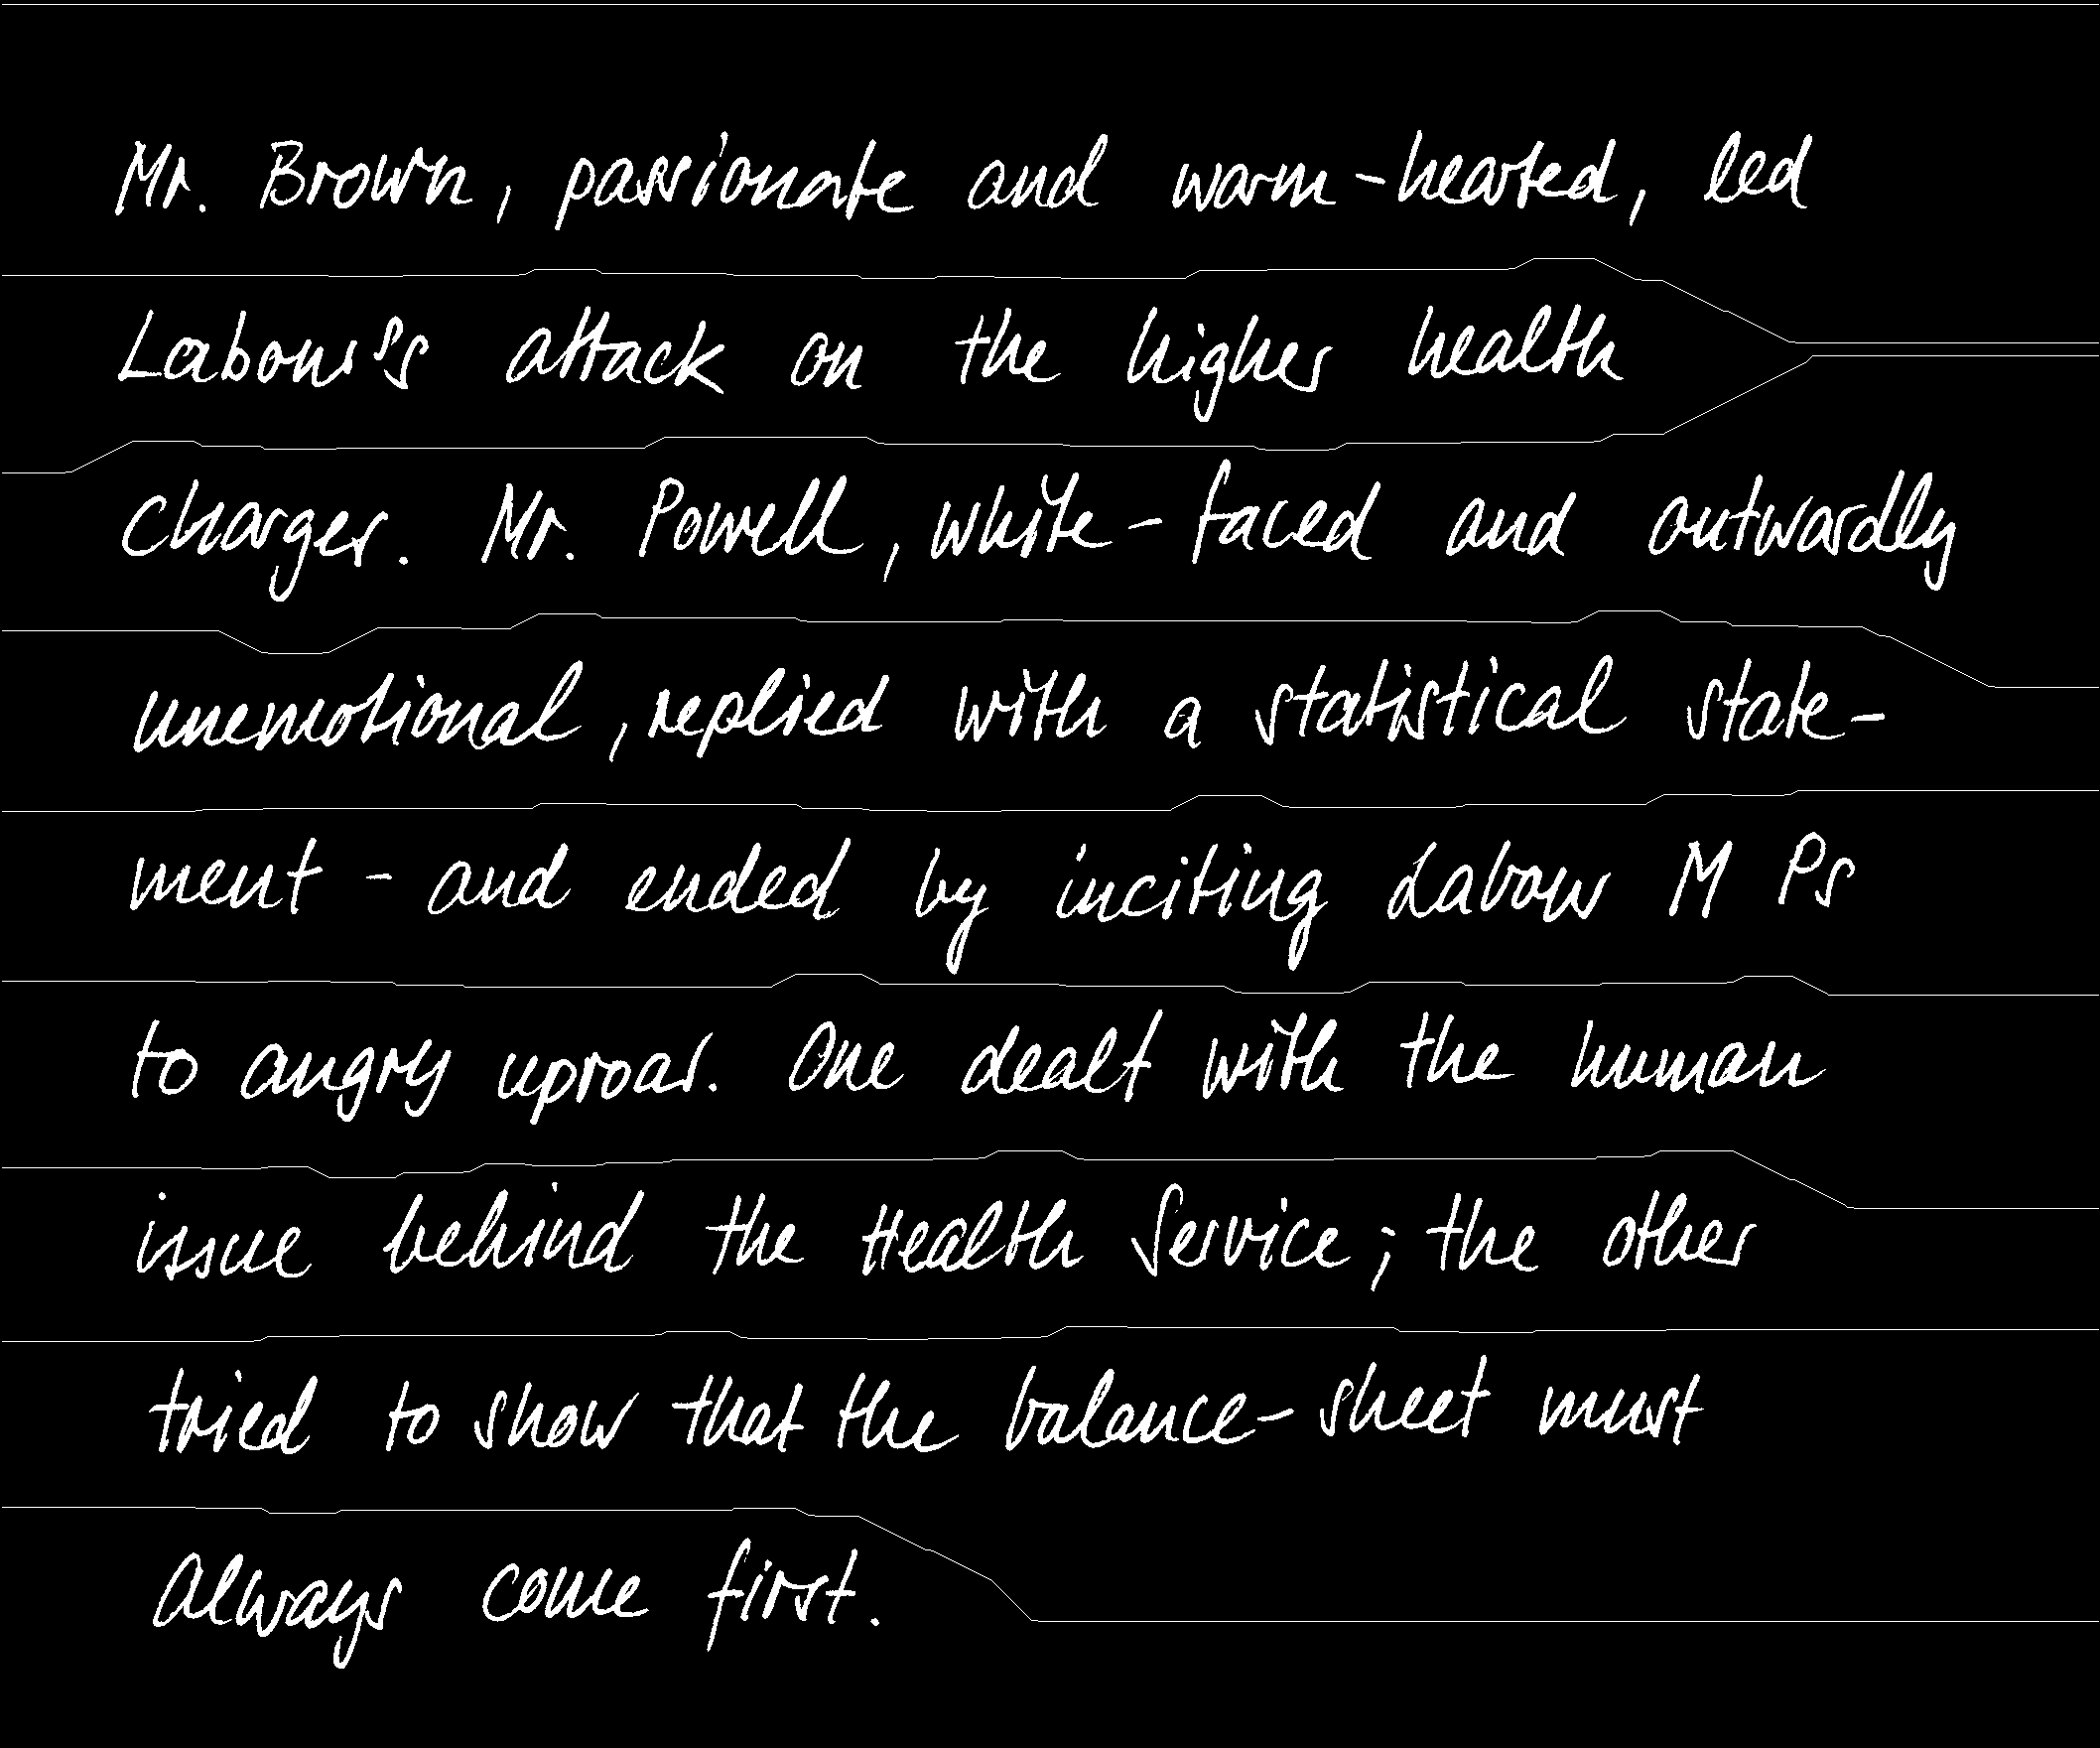 Mr. Brown, passionate and warm-hearted, led
Labour's attack on the higher health
charges. Mr. Powell, white-faced and outwardly
unemotional, replied with a statistical state-
ment - and ended by inciting Labour M Ps
to angry uproar. One dealt with the human
issue behind the Health Service; the other
tried to show that the balance-sheet must
always come first.